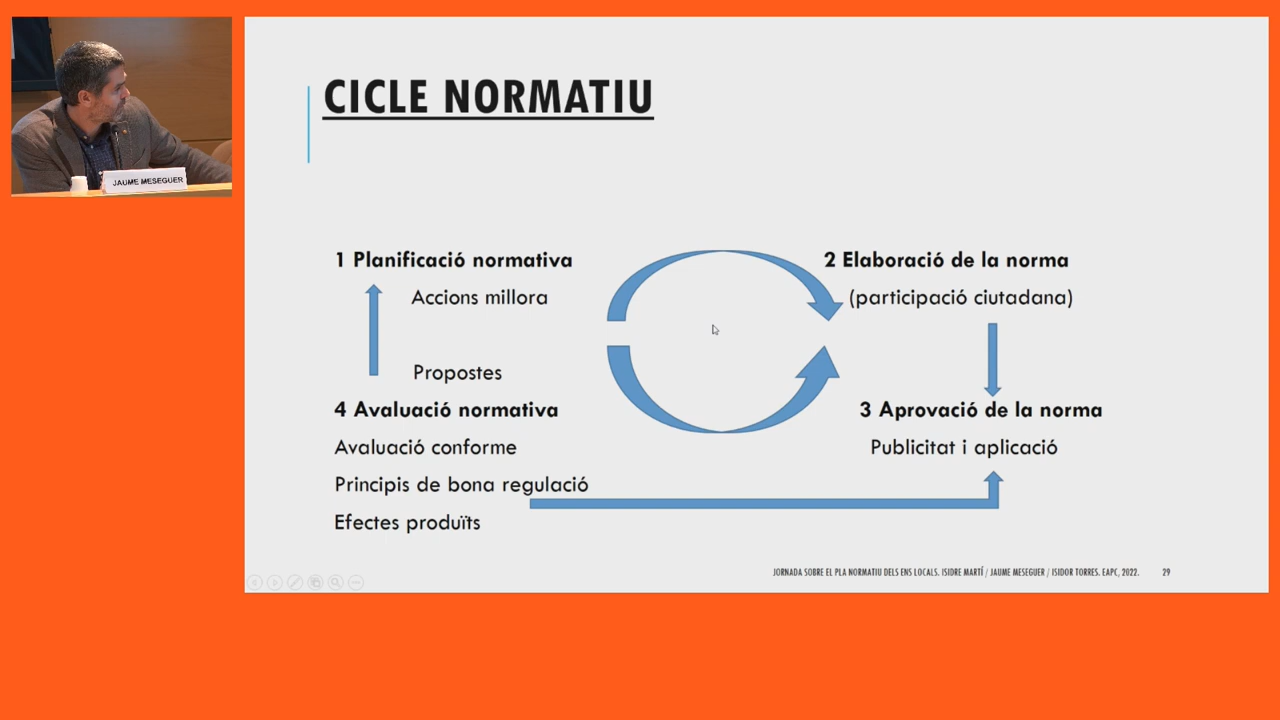 JAUME MESEGUER
CICLE NORMATIU
1 Planificació normativa
Accions millora
Propostes
4 Avaluació normativa
Avaluació conforme
Principis de bona regulació
Efectes produïts
2 Elaboració de la norma
(participació ciutadana)
3 Aprovació de la norma
Publicitat i aplicació
JORNADA SOBRE EL PLA NORMATIU DELS ENS LOCALS. ISIDRE MARTÍ / JAUME MESEGUER / ISIDOR TORRES. EAPC, 2022. 29